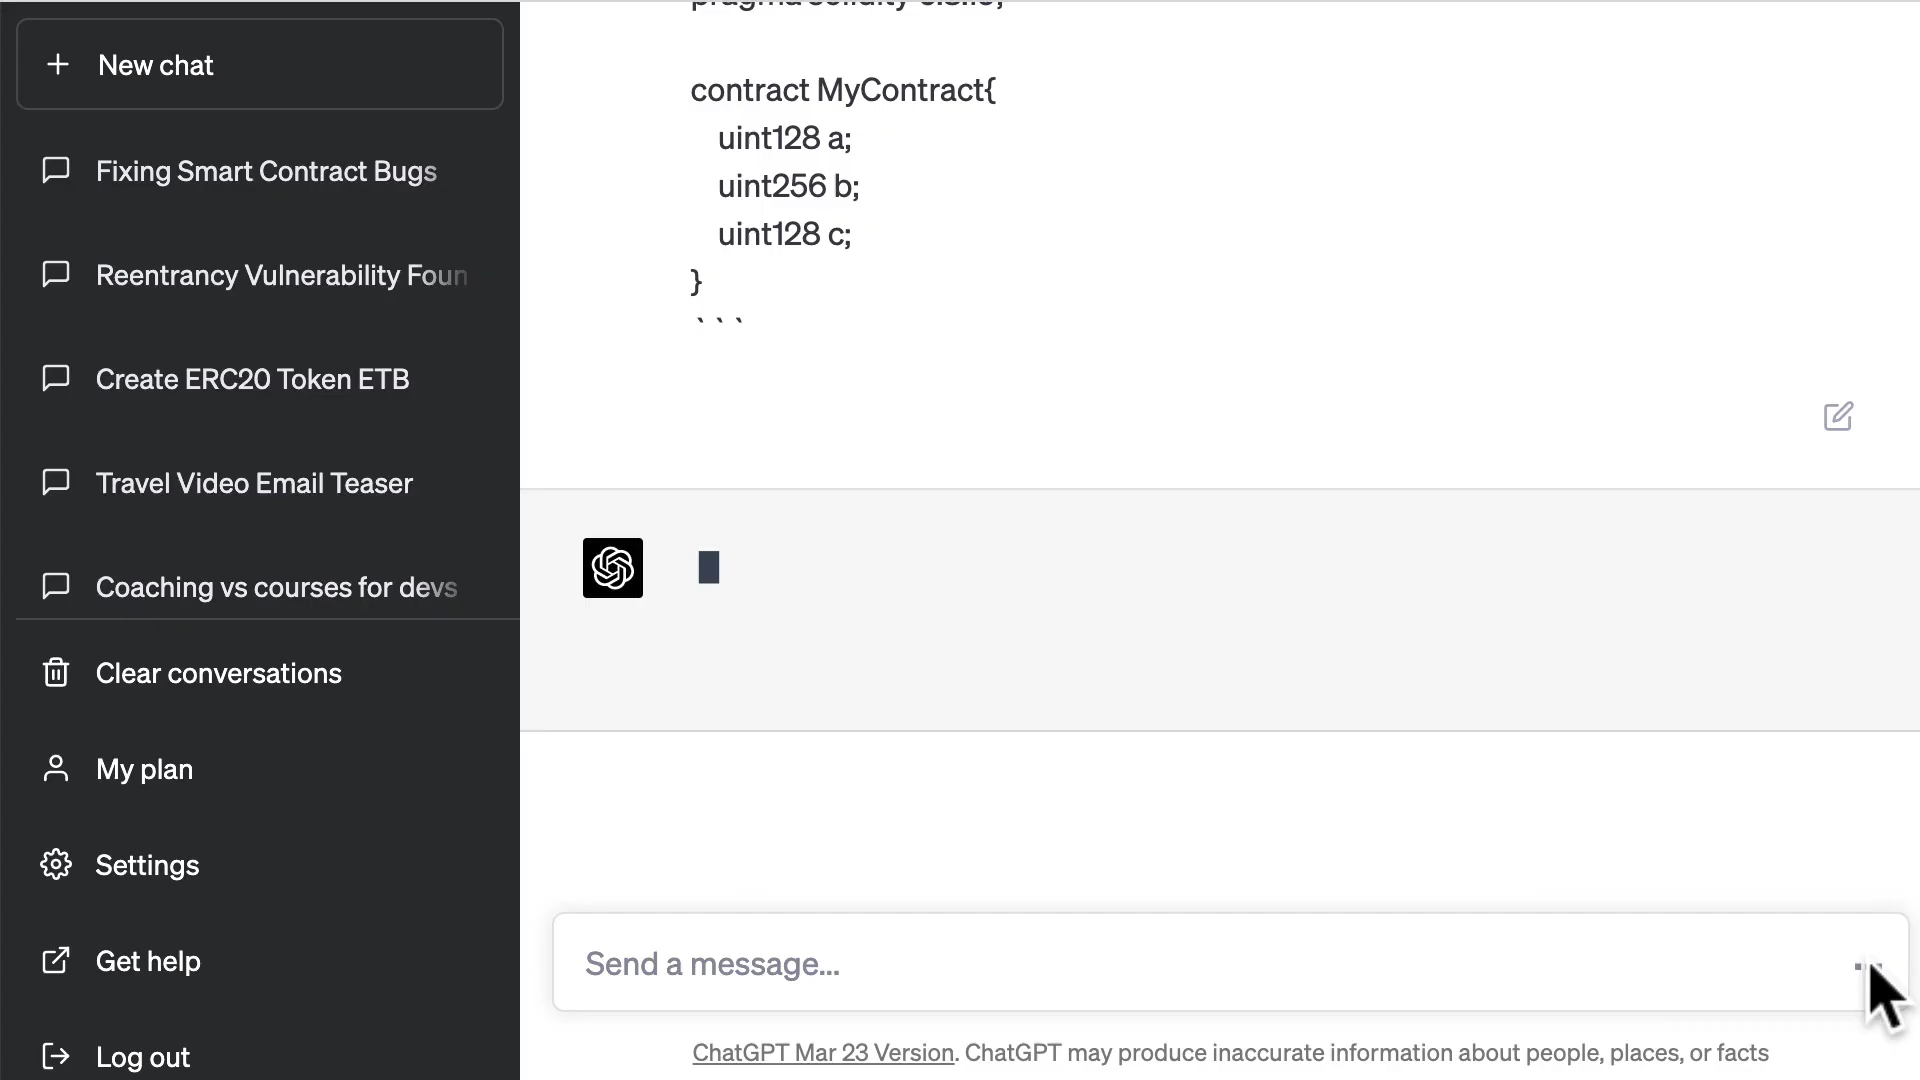 New chat
Fixing Smart Contract Bugs
Reentrancy Vulnerability Foun
Create ERC20 Token ETB
Travel Video Email Teaser
Coaching vs courses for devs
Clear conversations
My plan
Settings
Get help
Log out
pragma solidity
contract MyContract{
uint128 a;
uint256 b;
uint128 c;
}
```
Send a message...
ChatGPT Mar 23 Version. ChatGPT may produce inaccurate information about people, places, or facts